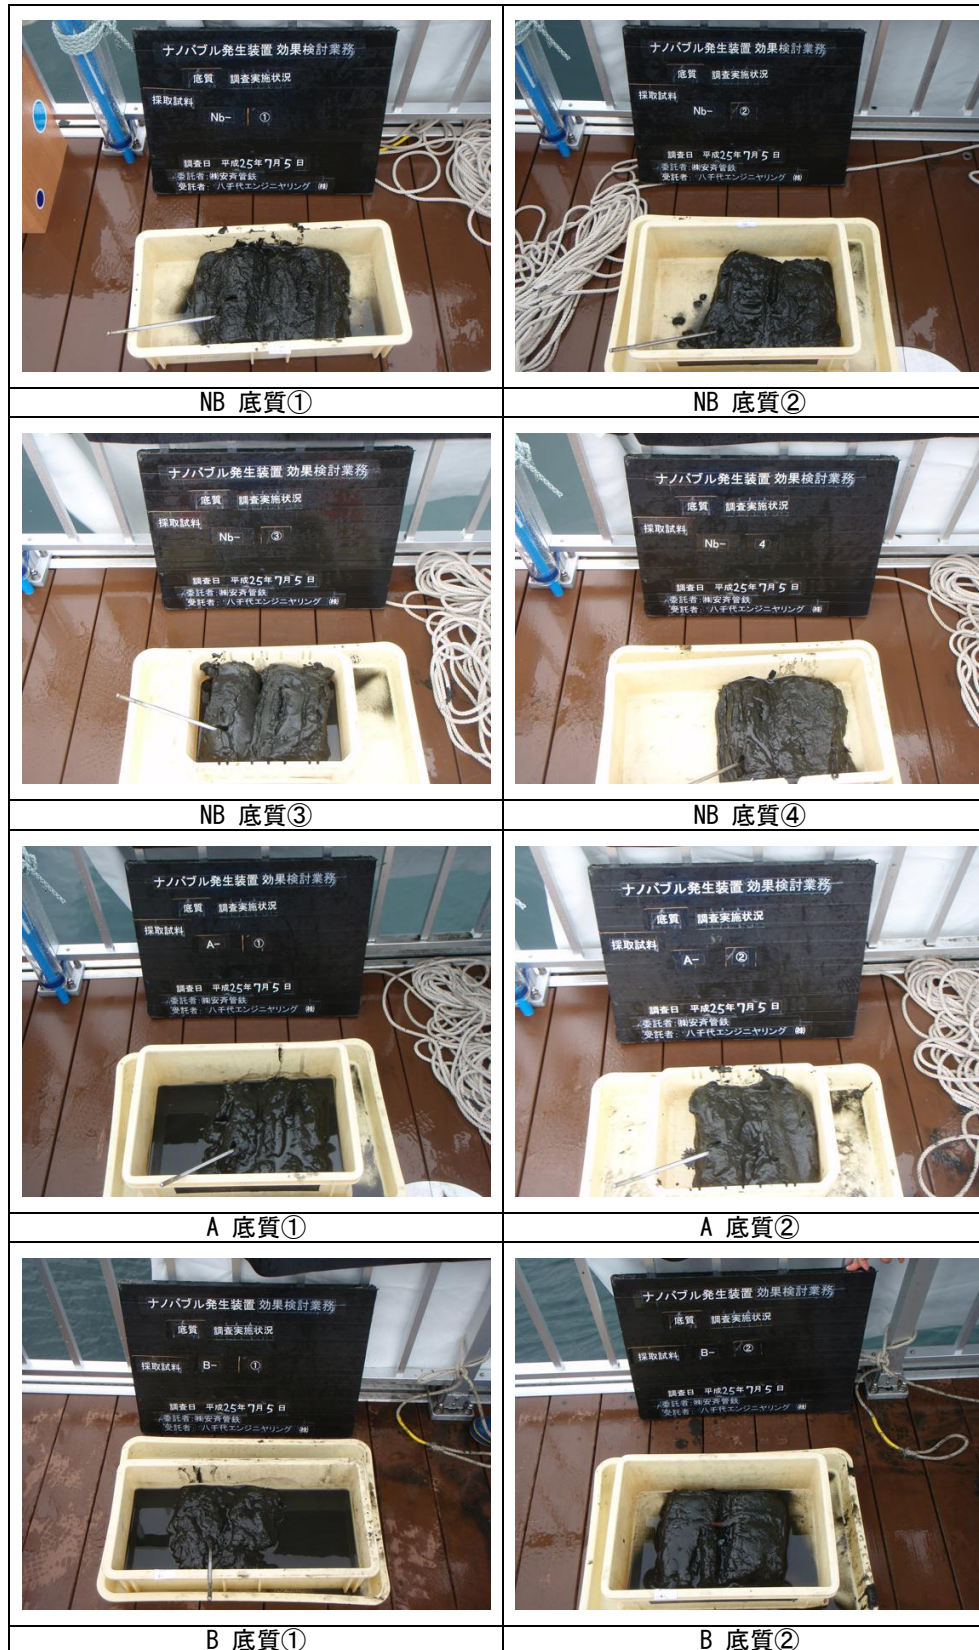 ナノバブル発生装置 効果検討業務
底質 調査実施状況
採取試料
Nb- ①
調査日 平成25年7月5日
委託者:㈱安斉管鉄
受託者: 八千代エンジニヤリング ㈱
ナノバブル発生装置 効果検討業務
底質 調査実施状況
採取試料
Nb- ②
調査日 平成25年7月5日
委託者:㈱安斉管鉄
受託者: 八千代エンジニヤリング ㈱
NB 底質①
NB 底質②
ナノバブル発生装置 効果検討業務
底質 調査実施状況
採取試料
Nb- ③
調査日 平成25年7月5日
委託者:㈱安斉管鉄
受託者: 八千代エンジニヤリング ㈱
ナノバブル発生装置 効果検討業務
底質 調査実施状況
採取試料
Nb- 4
調査日 平成25年7月5日
委託者:㈱安斉管鉄
受託者: 八千代エンジニヤリング ㈱
NB 底質③
NB 底質④
ナノバブル発生装置 効果検討業務
底質 調査実施状況
採取試料
A- ①
調査日 平成25年7月5日
委託者:㈱安斉管鉄
受託者: 八千代エンジニヤリング ㈱
ナノバブル発生装置 効果検討業務
底質 調査実施状況
採取試料
A- ②
調査日 平成25年7月5日
委託者:㈱安斉管鉄
受託者: 八千代エンジニヤリング ㈱
A 底質①
A 底質②
ナノバブル発生装置 効果検討業務
底質 調査実施状況
採取試料 B- ①
調査日 平成25年7月5日
委託者:㈱安斉管鉄
受託者: 八千代エンジニヤリング ㈱
ナノバブル発生装置 効果検討業務
底質 調査実施状況
採取試料 B- ②
調査日 平成25年7月5日
委託者:㈱安斉管鉄
受託者: 八千代エンジニヤリング ㈱
B 底質①
B 底質②